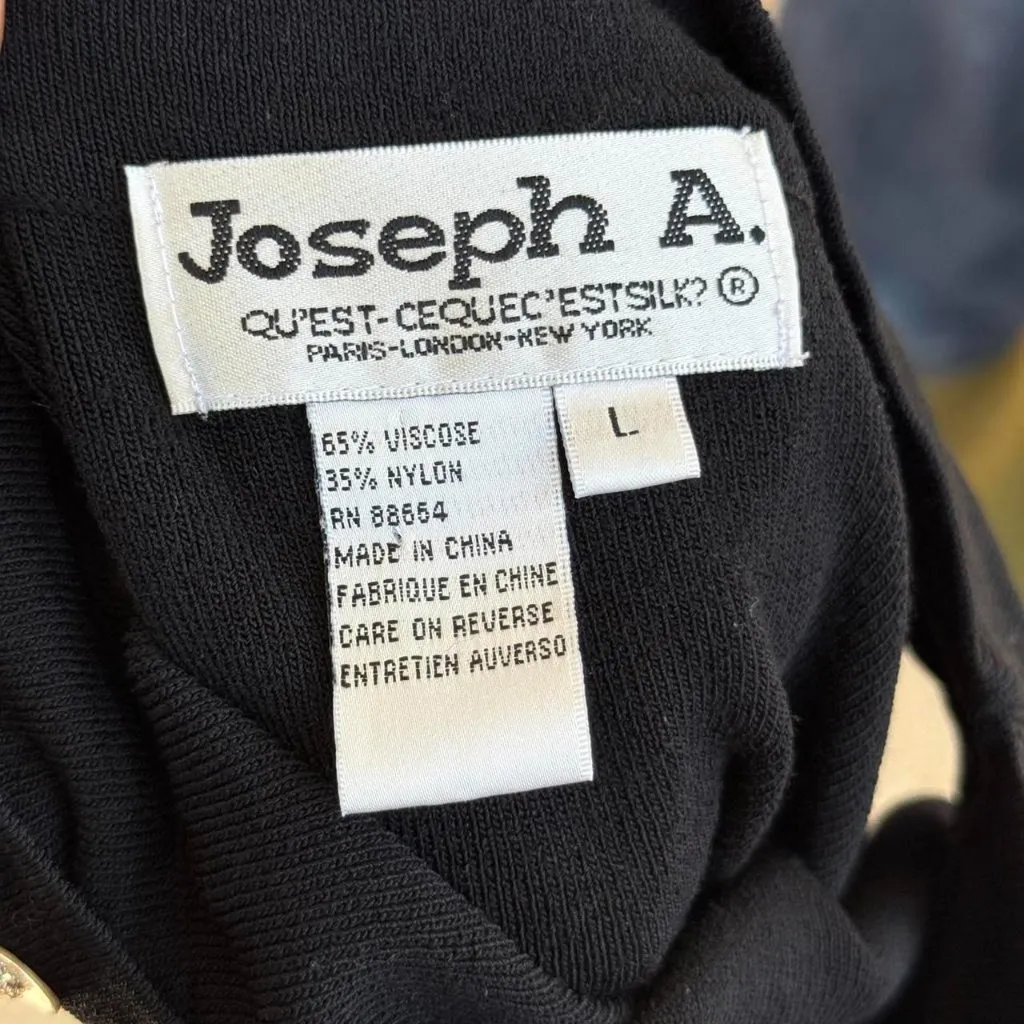 Joseph A.
QU'EST-CEQUEC'ESTSILK? ®
PARIS-LONDON-NEW YORK
L
65% VISCOSE
35% NYLON
RN 88664
MADE IN CHINA
FABRIQUE EN CHINE
CARE ON REVERSE
ENTRETIEN AUVERSO